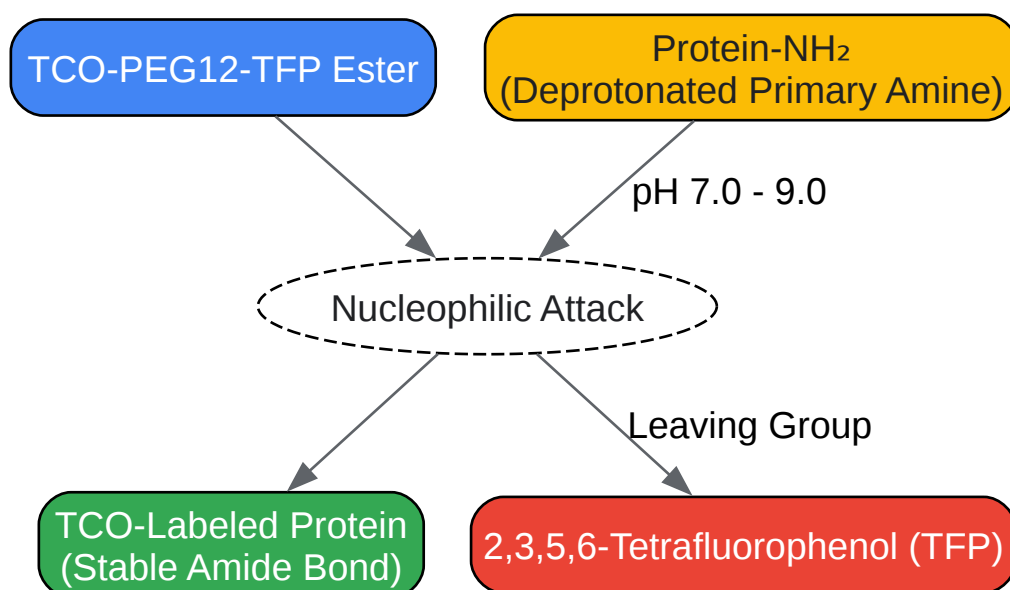 TCO-PEG12-TFP Ester
Protein-NH₂
(Deprotonated Primary Amine)
pH 7.0 - 9.0
Nucleophilic Attack
Leaving Group
TCO-Labeled Protein
(Stable Amide Bond)
2,3,5,6-Tetrafluorophenol (TFP)